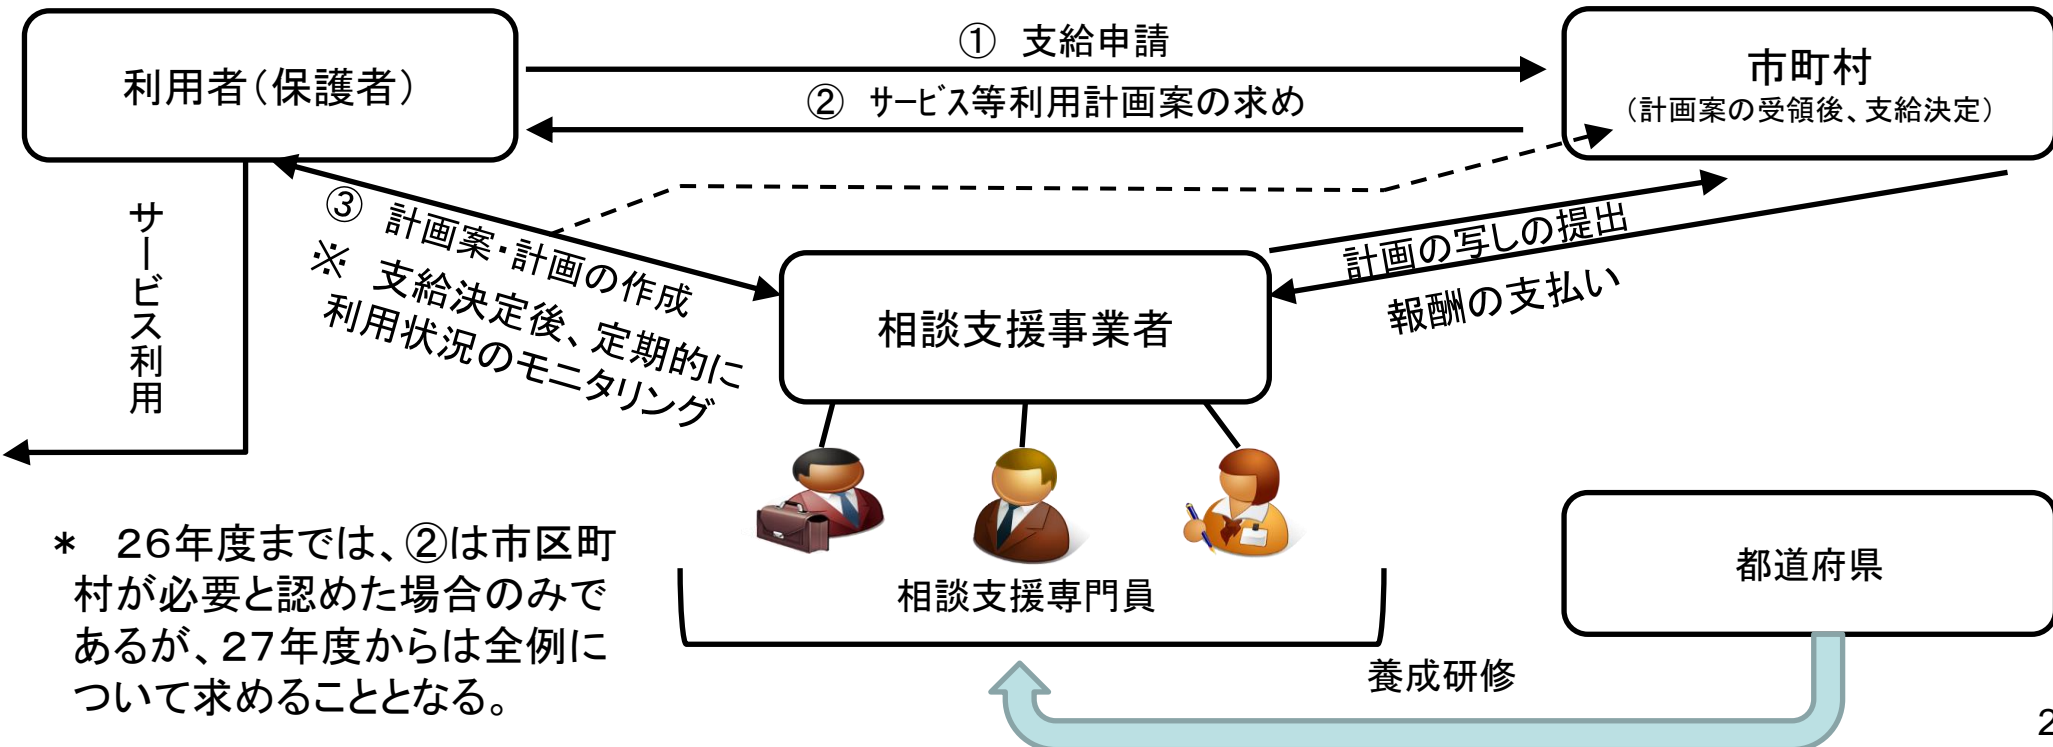 ① 支給申請
利用者(保護者)
市町村
(計画案の受領後、支給決定)
② サービス等利用計画案の求め
サービス利用
③ 計画案・計画の作成
※ 支給決定後、定期的に
利用状況のモニタリング
計画の写しの提出
報酬の支払い
相談支援事業者
* 26年度までは、②は市区町
村が必要と認めた場合のみで
あるが、27年度からは全例に
ついて求めることとなる。
相談支援専門員
都道府県
養成研修
2